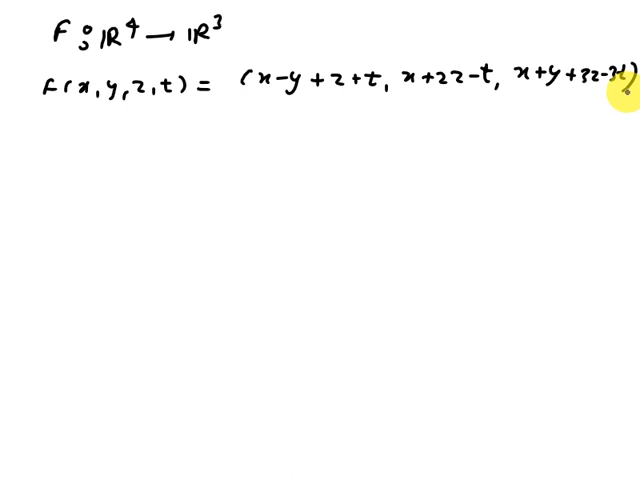 F : ℝ⁴ → ℝ³
F(x, y, z, t) = (x-y+z+t, x+2z-t, x+y+3z-3t)